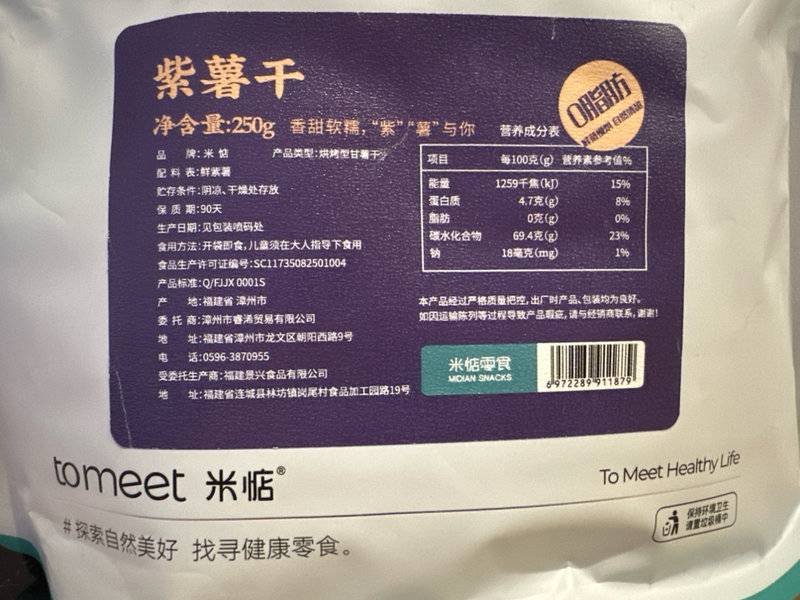 紫薯干
净含量:250g 香甜软糯,“紫”“薯”与你
品 牌:米惦 产品类型:烘烤型甘薯干
配 料 表:鲜紫薯
贮存条件:阴凉、干燥处存放
保 质 期:90天
生产日期:见包装喷码处
食用方法:开袋即食,儿童须在大人指导下食用
食品生产许可证编号:SC11735082501004
产品标准:Q/FJJX 0001S
产 地:福建省 漳州市
委 托 商:漳州市睿浠贸易有限公司
地 址:福建省漳州市龙文区朝阳西路9号
电 话:0596-3870955
受委托生产商:福建景兴食品有限公司
地 址:福建省连城县林坊镇岗尾村食品加工园路19号
0脂肪
营养成分表
项目 每100克(g) 营养素参考值%
能量 1259千焦(kJ) 15%
蛋白质 4.7克(g) 8%
脂肪 0克(g) 0%
碳水化合物 69.4克(g) 23%
钠 18毫克(mg) 1%
本产品经过严格质量把控,出厂时产品、包装均为良好。
如因运输陈列等过程导致产品瑕疵,请与经销商联系,谢谢!
米惦零食
MIDIAN SNACKS
6 972289 911879
tomeet 米惦®
To Meet Healthy Life
#探索自然美好 找寻健康零食。
保持环境卫生
请置垃圾桶中